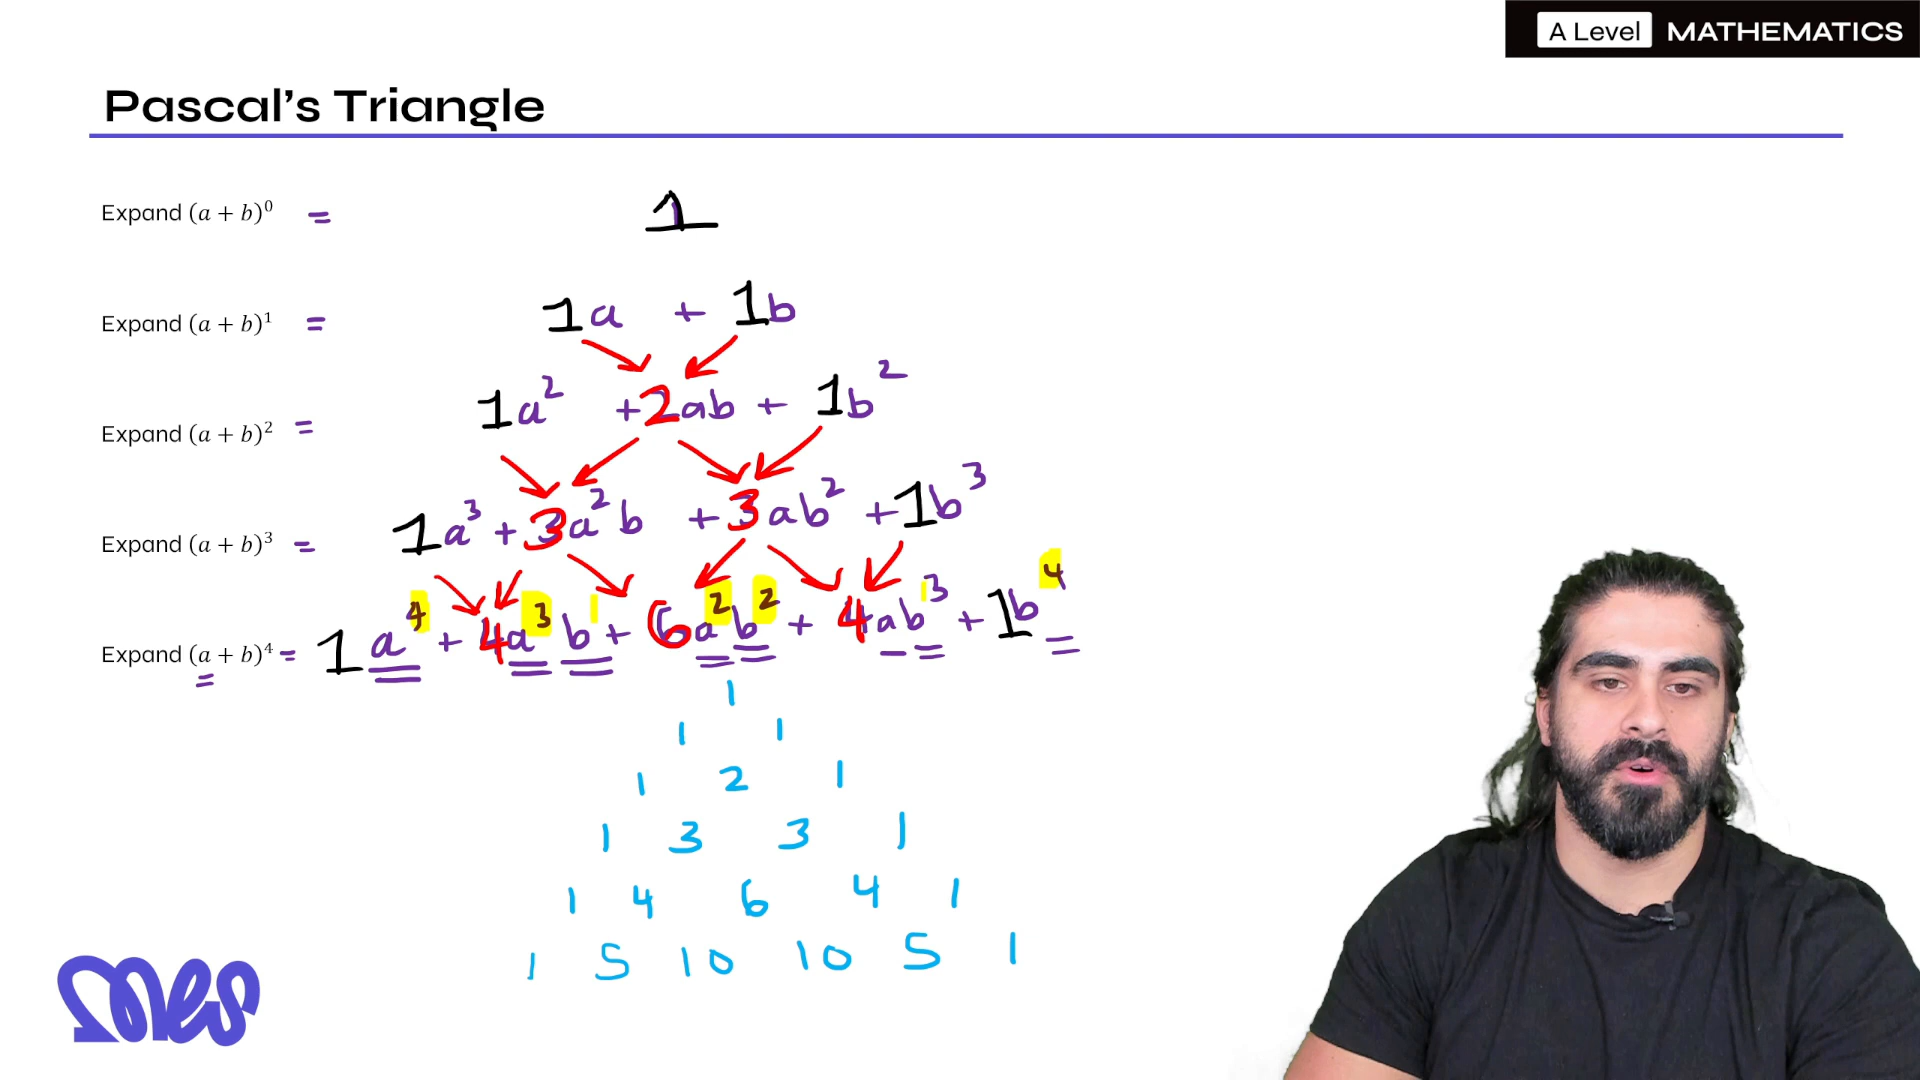 A Level MATHEMATICS
Pascal's Triangle
Expand (a + b)⁰ = 1
Expand (a + b)¹ = 1a + 1b
Expand (a + b)² = 1a² + 2ab + 1b²
Expand (a + b)³ = 1a³ + 3a²b + 3ab² + 1b³
Expand (a + b)⁴ = 1a⁴ + 4a³b¹ + 6a²b² + 4ab³ + 1b⁴
1
1 1
1 2 1
1 3 3 1
1 4 6 4 1
1 5 10 10 5 1
mes